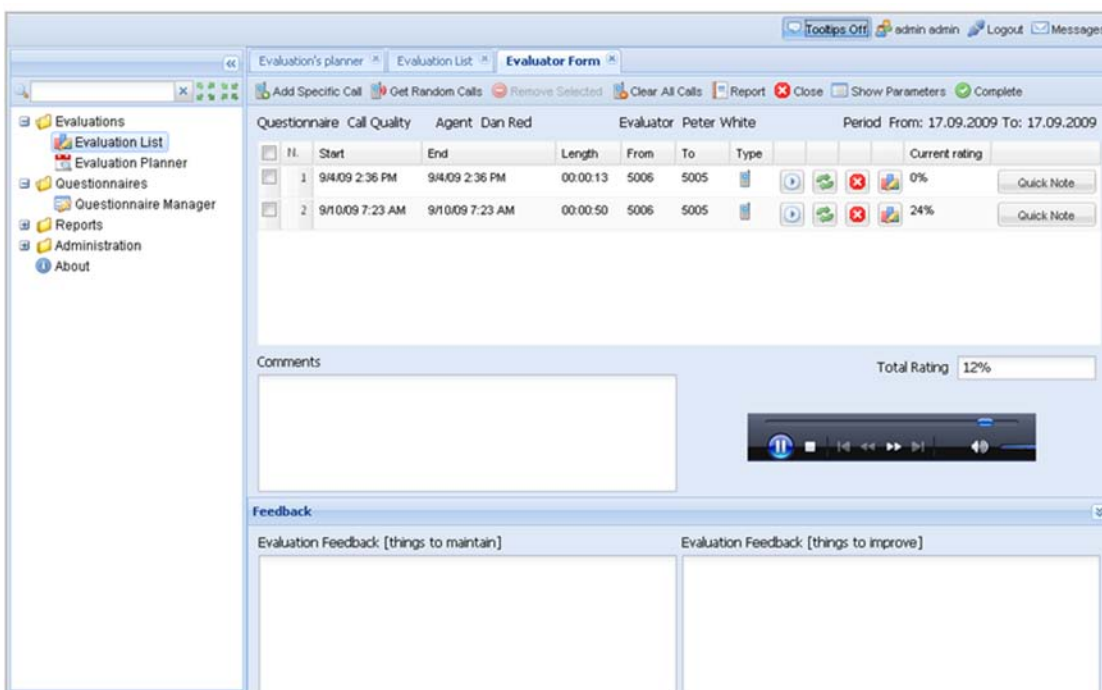 Tooltips Off admin admin Logout Messages
Evaluation's planner Evaluation List Evaluator Form
Add Specific Call Get Random Calls Remove Selected Clear All Calls Report Close Show Parameters Complete
Evaluations
Evaluation List
Evaluation Planner
Questionnaires
Questionnaire Manager
Reports
Administration
About
Questionnaire Call Quality Agent Dan Red Evaluator Peter White Period From: 17.09.2009 To: 17.09.2009
N. Start End Length From To Type Current rating
1 9/4/09 2:36 PM 9/4/09 2:36 PM 00:00:13 5006 5005 0% Quick Note
2 9/10/09 7:23 AM 9/10/09 7:23 AM 00:00:50 5006 5005 24% Quick Note
Comments
Total Rating 12%
Feedback
Evaluation Feedback [things to maintain] Evaluation Feedback [things to improve]